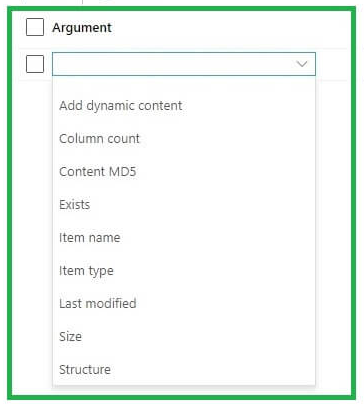 Argument
Add dynamic content
Column count
Content MD5
Exists
Item name
Item type
Last modified
Size
Structure